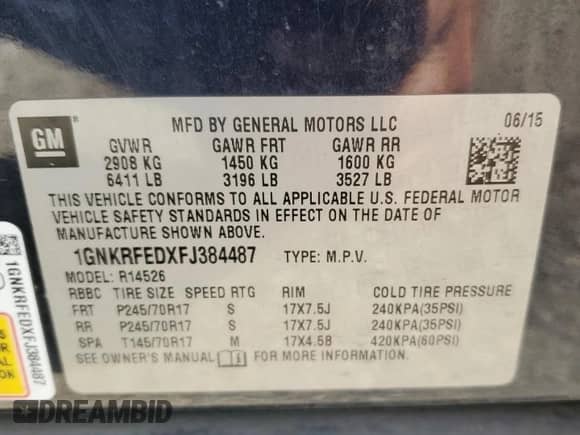 GM
MFD BY GENERAL MOTORS LLC
06/15
GVWR GAWR FRT GAWR RR
2908 KG 1450 KG 1600 KG
6411 LB 3196 LB 3527 LB
THIS VEHICLE CONFORMS TO ALL APPLICABLE U.S. FEDERAL MOTOR
VEHICLE SAFETY STANDARDS IN EFFECT ON THE DATE OF
MANUFACTURE SHOWN ABOVE.
1GNKRFEDXFJ384487 TYPE: M.P.V.
MODEL: R14526
RBBC TIRE SIZE SPEED RTG RIM COLD TIRE PRESSURE
FRT P245/70R17 S 17X7.5J 240KPA(35PSI)
RR P245/70R17 S 17X7.5J 240KPA(35PSI)
SPA T145/70R17 M 17X4.5B 420KPA(60PSI)
SEE OWNER'S MANUAL FOR MORE INFORMATION.
1GNKRFEDXFJ384487
DREAMBID